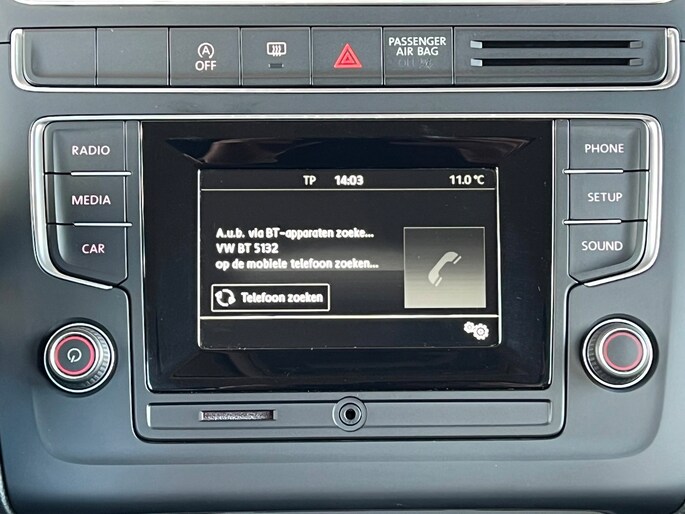 OFF
PASSENGER
AIR BAG
RADIO
MEDIA
CAR
PHONE
SETUP
SOUND
TP 14:03 11.0 °C
A.u.b. via BT-apparaten zoeke...
VW BT 5132
op de mobiele telefoon zoeken...
Telefoon zoeken